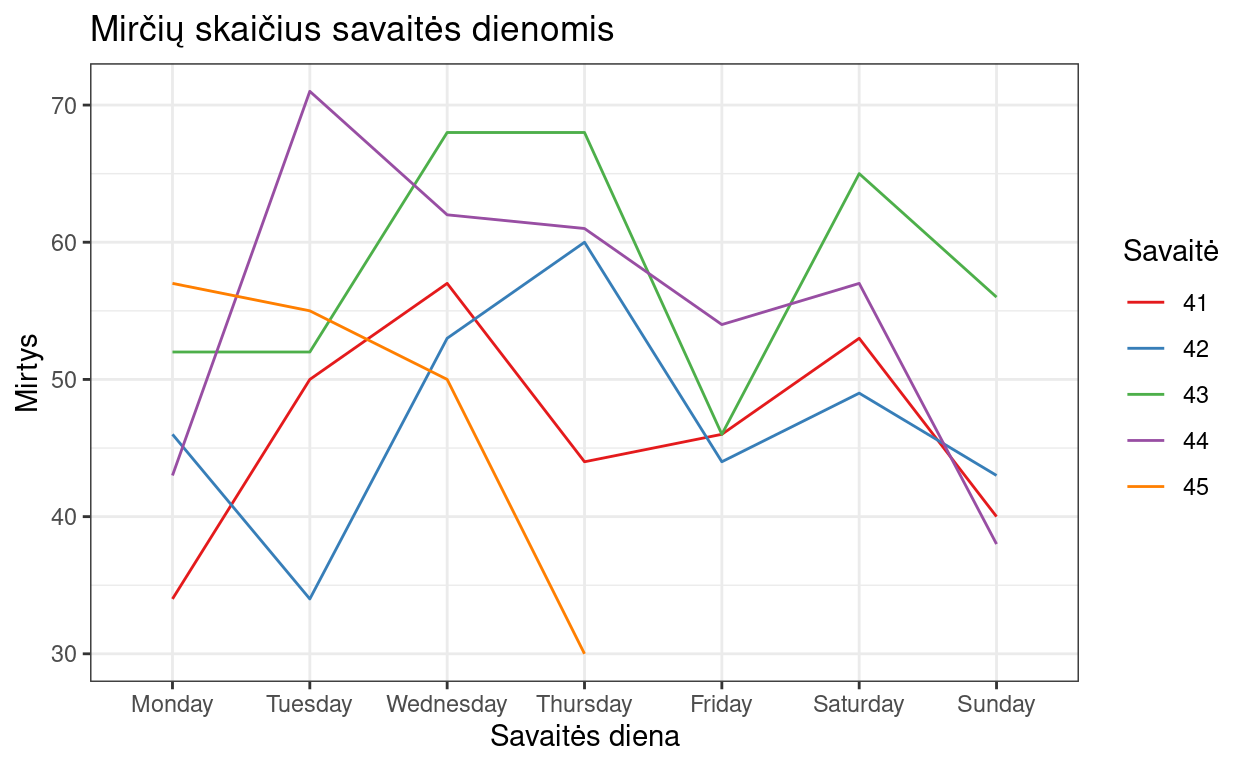 Mirčių skaičius savaitės dienomis
Mirtys
70
60
50
40
30
Monday Tuesday Wednesday Thursday Friday Saturday Sunday
Savaitės diena
Savaitė
41
42
43
44
45